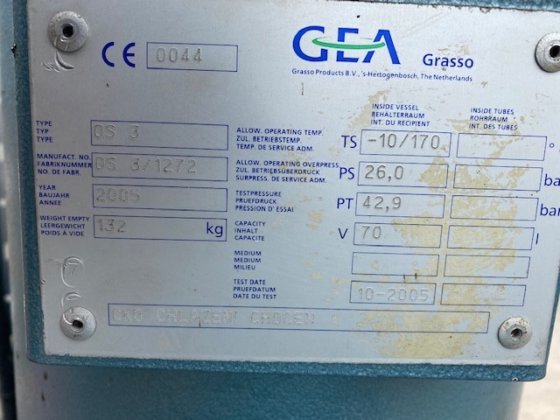 CE 0044
GEA Grasso
Grasso Products B.V., 's-Hertogenbosch, The Netherlands
INSIDE VESSEL
BEHÄLTERRAUM
INT. DU RECIPIENT
INSIDE TUBES
ROHRRAUM
INT. DES TUBES
TYPE
TYP
TYPE
OS 3
ALLOW. OPERATING TEMP.
ZUL. BETRIEBSTEMP.
TEMP. DE SERVICE ADM.
TS -10/170 °
MANUFACT. NO.
FABRIKNUMMER
NO DE FABR.
OS 3/12/2
ALLOW. OPERATING OVERPRESS.
ZUL. BETRIEBSÜBERDRUCK
SURPRESS. DE SERVICE ADM.
PS 26,0 ba
YEAR
BAUJAHR
ANNEE
2005
TESTPRESSURE
PRUEFDRUCK
PRESSION D'ESSAI
PT 42,9 bar
WEIGHT EMPTY
LEERGEWICHT
POIDS À VIDE
132 kg
CAPACITY
INHALT
CAPACITE
V 70 l
MEDIUM
MEDIUM
MILIEU
TEST DATE
PRUEFDATUM
DATE DU TEST
10-2005